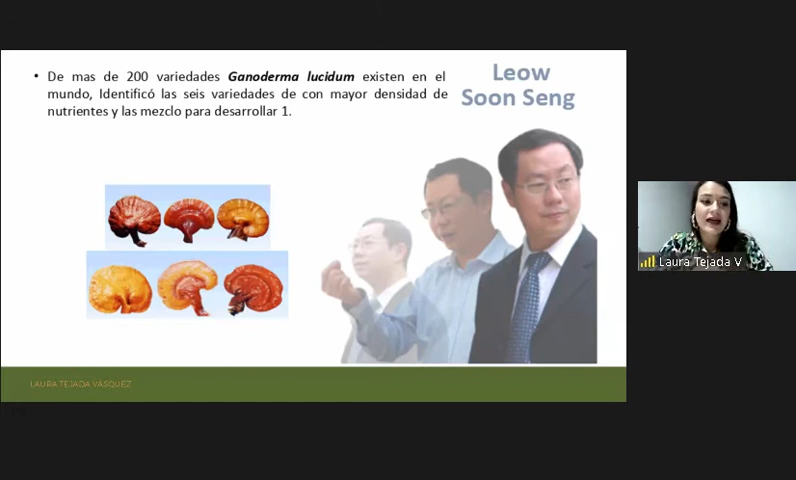 • De mas de 200 variedades Ganoderma lucidum existen en el
mundo, Identificó las seis variedades de con mayor densidad de
nutrientes y las mezclo para desarrollar 1.
Leow
Soon Seng
Laura Tejada V
LAURA TEJADA VÁSQUEZ